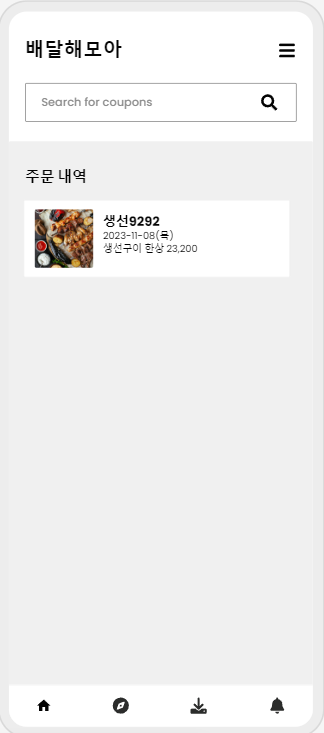 배달해모아
Search for coupons
주문 내역
생선9292
2023-11-08(목)
생선구이 한상 23,200